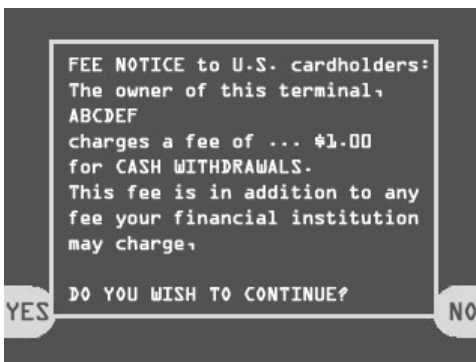 FEE NOTICE to U.S. cardholders:
The owner of this terminal,
ABCDEF
charges a fee of ... $1.00
for CASH WITHDRAWALS.
This fee is in addition to any
fee your financial institution
may charge,
DO YOU WISH TO CONTINUE?
YES
NO